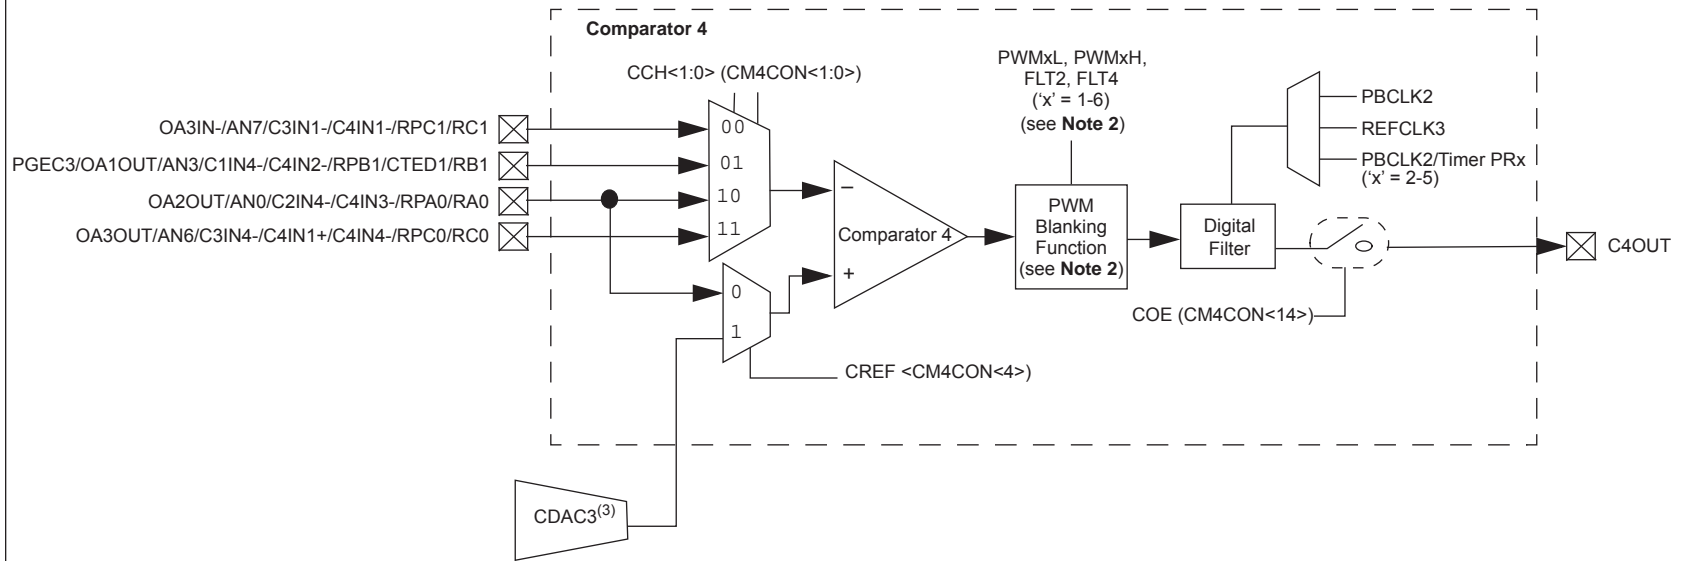 Comparator 4
CCH<1:0> (CM4CON<1:0>)
PWMxL, PWMxH,
FLT2, FLT4
(‘x’ = 1-6)
(see Note 2)
PBCLK2
REFCLK3
PBCLK2/Timer PRx
(‘x’ = 2-5)
OA3IN-/AN7/C3IN1-/C4IN1-/RPC1/RC1
PGEC3/OA1OUT/AN3/C1IN4-/C4IN2-/RPB1/CTED1/RB1
OA2OUT/AN0/C2IN4-/C4IN3-/RPA0/RA0
OA3OUT/AN6/C3IN4-/C4IN1+/C4IN4-/RPC0/RC0
00
01
10
11
–
Comparator 4
+
PWM
Blanking
Function
(see Note 2)
Digital
Filter
C4OUT
0
1
COE (CM4CON<14>)
CREF <CM4CON<4>)
CDAC3(3)